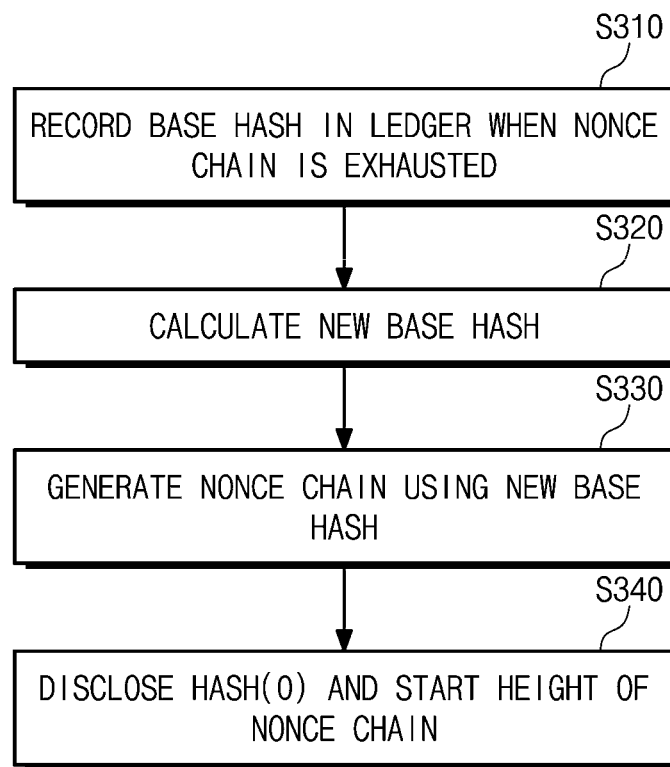 S310
RECORD BASE HASH IN LEDGER WHEN NONCE
CHAIN IS EXHAUSTED
S320
CALCULATE NEW BASE HASH
S330
GENERATE NONCE CHAIN USING NEW BASE
HASH
S340
DISCLOSE HASH(0) AND START HEIGHT OF
NONCE CHAIN